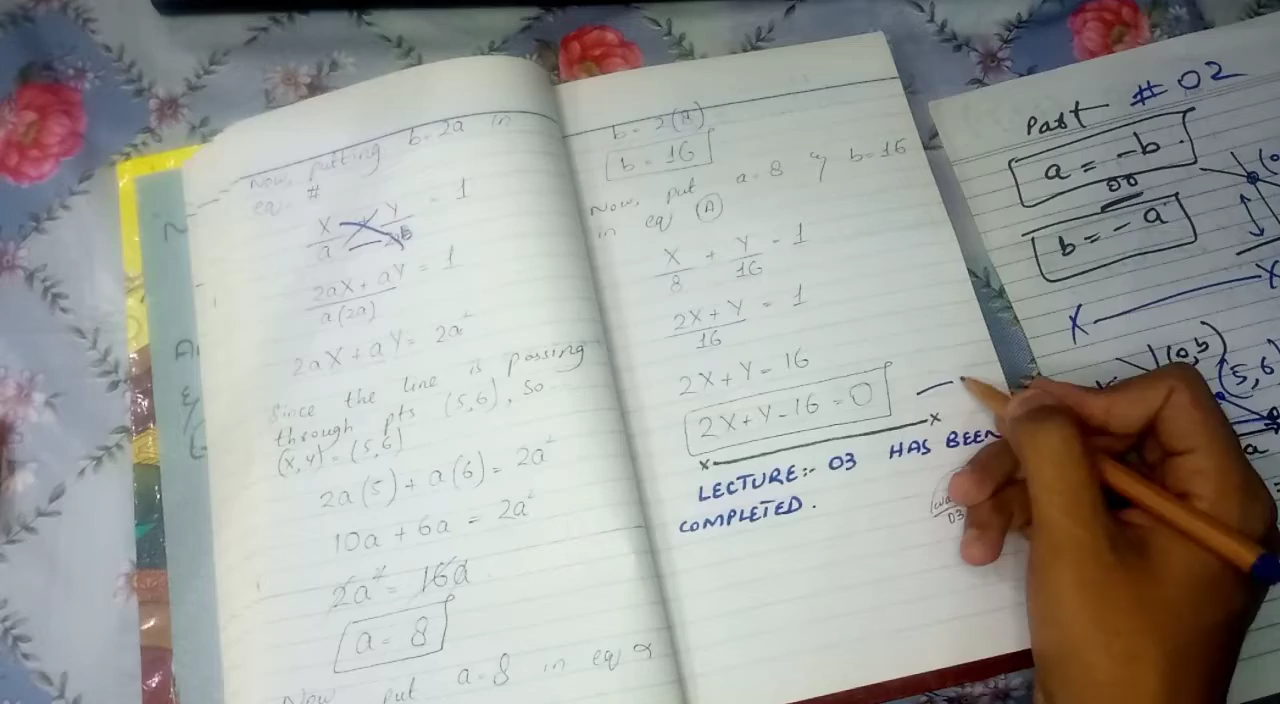 Now, putting b=2a in
eq #
X/a + Y/2a = 1
2aX + aY / a(2a) = 1
2aX + aY = 2a²
Since the line is passing
through pts (5,6), so
(x,y) = (5,6)
2a(5) + a(6) = 2a²
10a + 6a = 2a²
2a² = 16a
a = 8
Now put a=8 in eq
b = 16
Now, put a=8 & b=16
in eq (A)
X/8 + Y/16 = 1
2X + Y / 16 = 1
2X + Y = 16
2X + Y - 16 = 0
x x
LECTURE:- 03 HAS BEEN
COMPLETED.
03
Part # 02
a = -b
or
b = -a
X X
(0,b)
(5,6
a